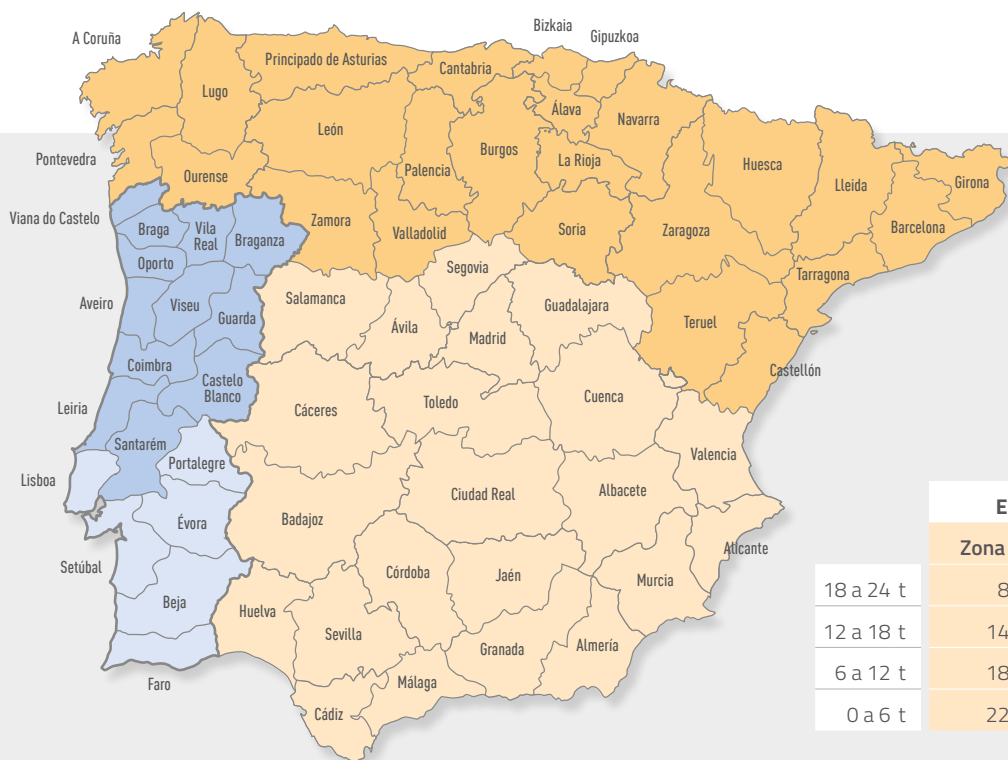 Bizkaia
A Coruña
Gipuzkoa
Principado de Asturias
Cantabria
Lugo
Álava
Navarra
León
Burgos
La Rioja
Pontevedra
Palencia
Huesca
Ourense
Lleida
Girona
Viana do Castelo
Zamora
Barcelona
Braga
Vila
Real
Braganza
Valladolid
Soria
Zaragoza
Oporto
Segovia
Tarragona
Aveiro
Salamanca
Viseu
Guarda
Guadalajara
Ávila
Madrid
Teruel
Coimbra
Castellón
Castelo
Blanco
Cáceres
Toledo
Cuenca
Leiria
Santarém
Valencia
Portalegre
Lisboa
Ciudad Real
Albacete
Badajoz
Évora
Alicante
Setúbal
Córdoba
Jaén
Murcia
Beja
Huelva
Sevilla
Granada
Almería
Faro
Málaga
Cádiz
E
Zona
18 a 24 t 8
12 a 18 t 14
6 a 12 t 18
0 a 6 t 22